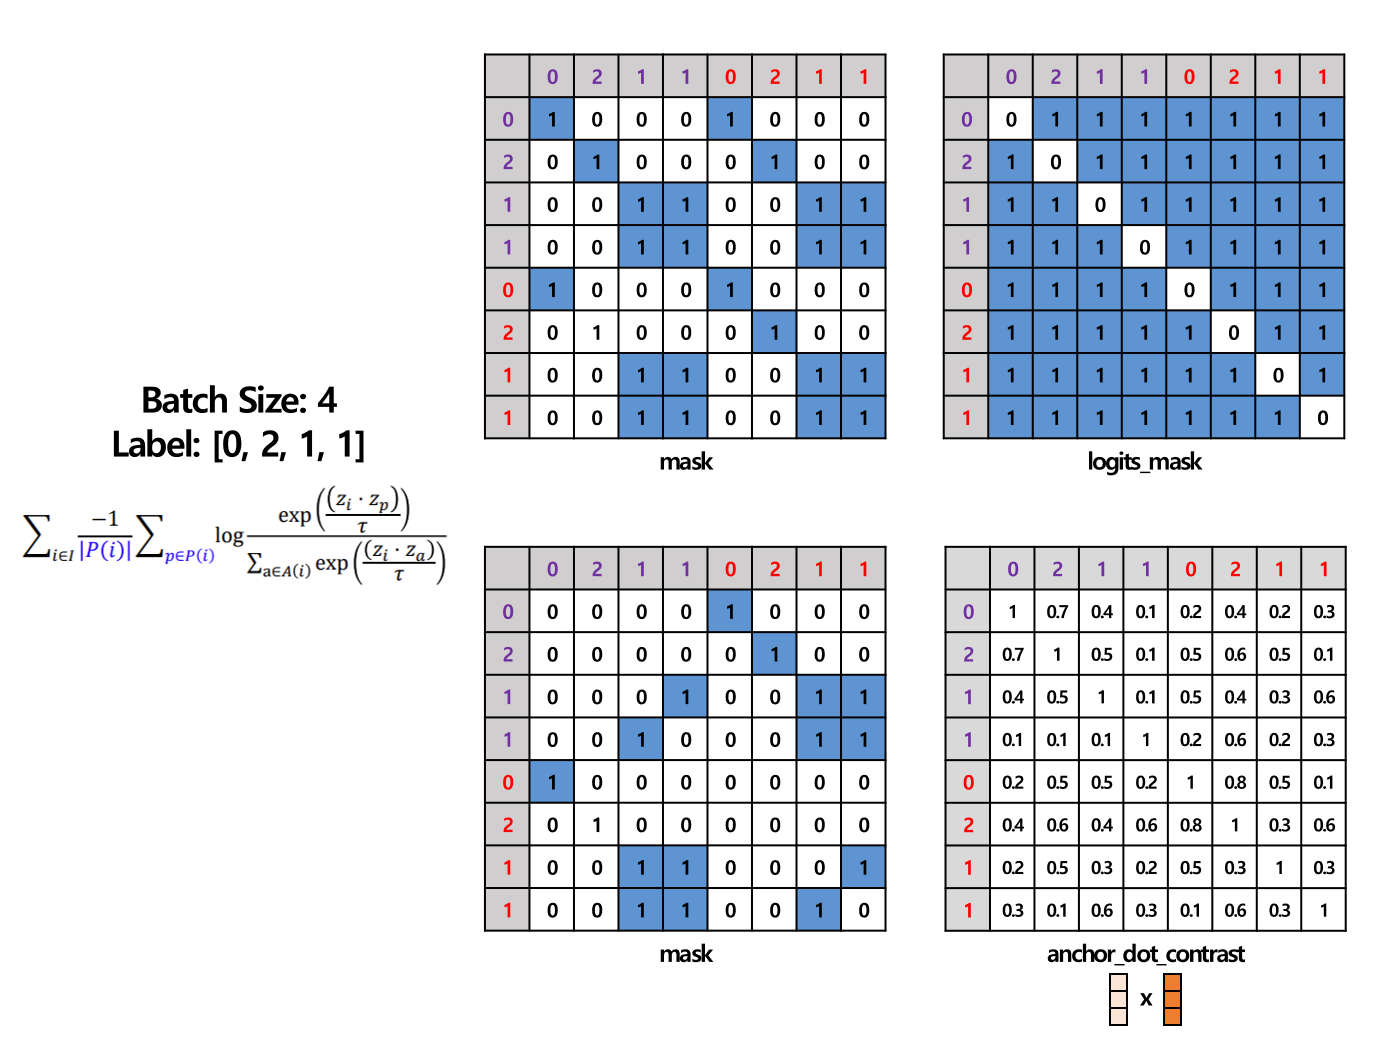 0 2 1 1 0 2 1 1
0 1 0 0 0 1 0 0 0
2 0 1 0 0 0 1 0 0
1 0 0 1 1 0 0 1 1
1 0 0 1 1 0 0 1 1
0 1 0 0 0 1 0 0 0
2 0 1 0 0 0 1 0 0
1 0 0 1 1 0 0 1 1
1 0 0 1 1 0 0 1 1
mask
0 2 1 1 0 2 1 1
0 0 1 1 1 1 1 1 1
2 1 0 1 1 1 1 1 1
1 1 1 0 1 1 1 1 1
1 1 1 1 0 1 1 1 1
0 1 1 1 1 0 1 1 1
2 1 1 1 1 1 0 1 1
1 1 1 1 1 1 1 0 1
1 1 1 1 1 1 1 1 0
logits_mask
Batch Size: 4
Label: [0, 2, 1, 1]
∑_{i∈I} −1/|P(i)| ∑_{p∈P(i)} log exp((z_i · z_p)/τ) / ∑_{a∈A(i)} exp((z_i · z_a)/τ)
0 2 1 1 0 2 1 1
0 0 0 0 0 1 0 0 0
2 0 0 0 0 0 1 0 0
1 0 0 0 1 0 0 1 1
1 0 0 1 0 0 0 1 1
0 1 0 0 0 0 0 0 0
2 0 1 0 0 0 0 0 0
1 0 0 1 1 0 0 0 1
1 0 0 1 1 0 0 1 0
mask
0 2 1 1 0 2 1 1
0 1 0.7 0.4 0.1 0.2 0.4 0.2 0.3
2 0.7 1 0.5 0.1 0.5 0.6 0.5 0.1
1 0.4 0.5 1 0.1 0.5 0.4 0.3 0.6
1 0.1 0.1 0.1 1 0.2 0.6 0.2 0.3
0 0.2 0.5 0.5 0.2 1 0.8 0.5 0.1
2 0.4 0.6 0.4 0.6 0.8 1 0.3 0.6
1 0.2 0.5 0.3 0.2 0.5 0.3 1 0.3
1 0.3 0.1 0.6 0.3 0.1 0.6 0.3 1
anchor_dot_contrast
x